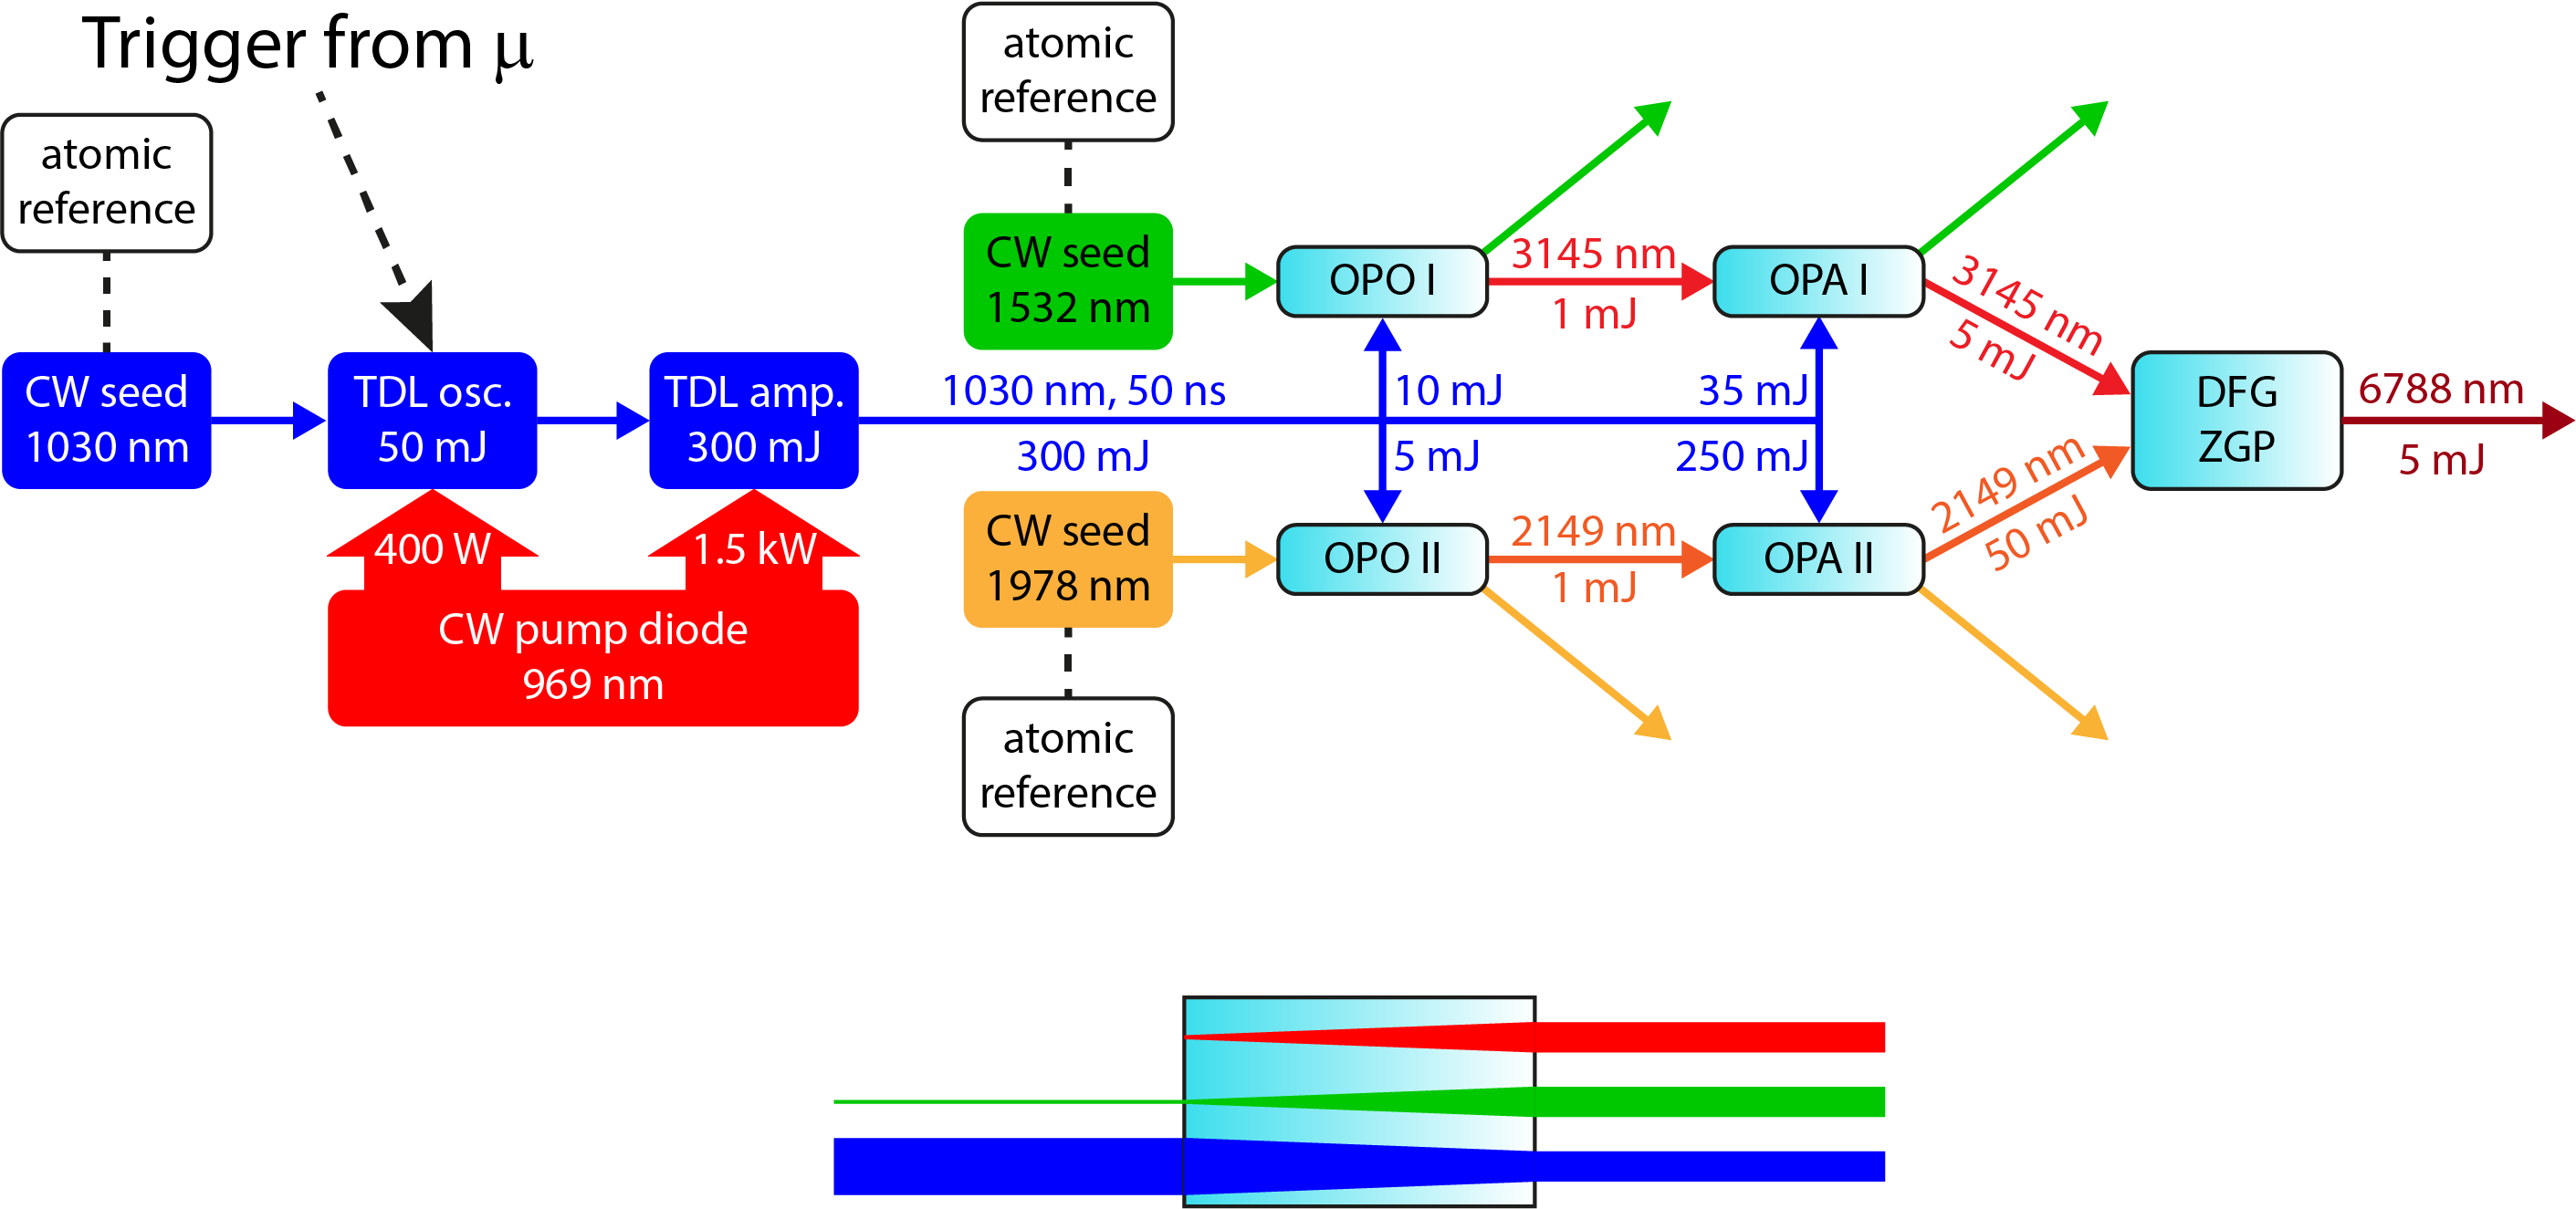 Trigger from μ
atomic
reference
CW seed
1030 nm
TDL osc.
50 mJ
TDL amp.
300 mJ
400 W
1.5 kW
CW pump diode
969 nm
atomic
reference
CW seed
1532 nm
1030 nm, 50 ns
300 mJ
CW seed
1978 nm
atomic
reference
OPO I
10 mJ
5 mJ
OPO II
3145 nm
1 mJ
2149 nm
1 mJ
OPA I
35 mJ
250 mJ
OPA II
3145 nm
5 mJ
2149 nm
50 mJ
DFG
ZGP
6788 nm
5 mJ